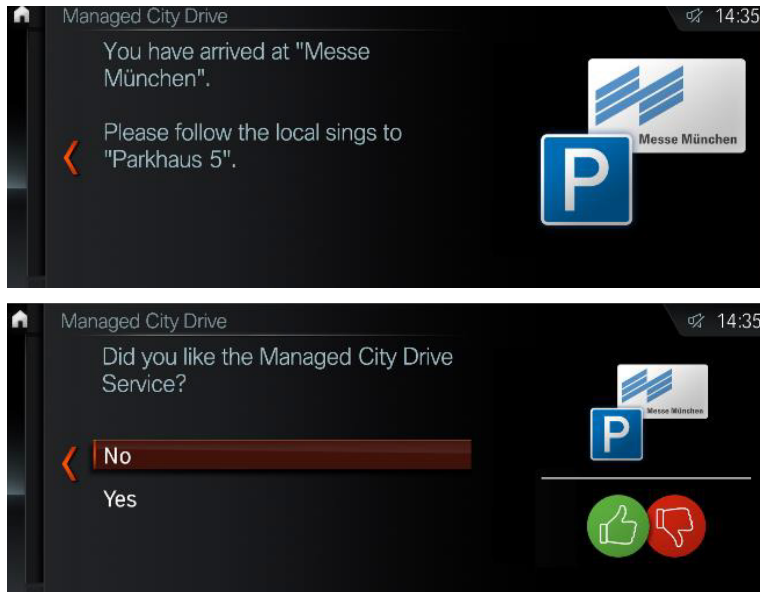 Managed City Drive
14:35
You have arrived at "Messe
München".
Please follow the local sings to
"Parkhaus 5".
Messe München
P
Managed City Drive
14:35
Did you like the Managed City Drive
Service?
No
Yes
Messe München
P